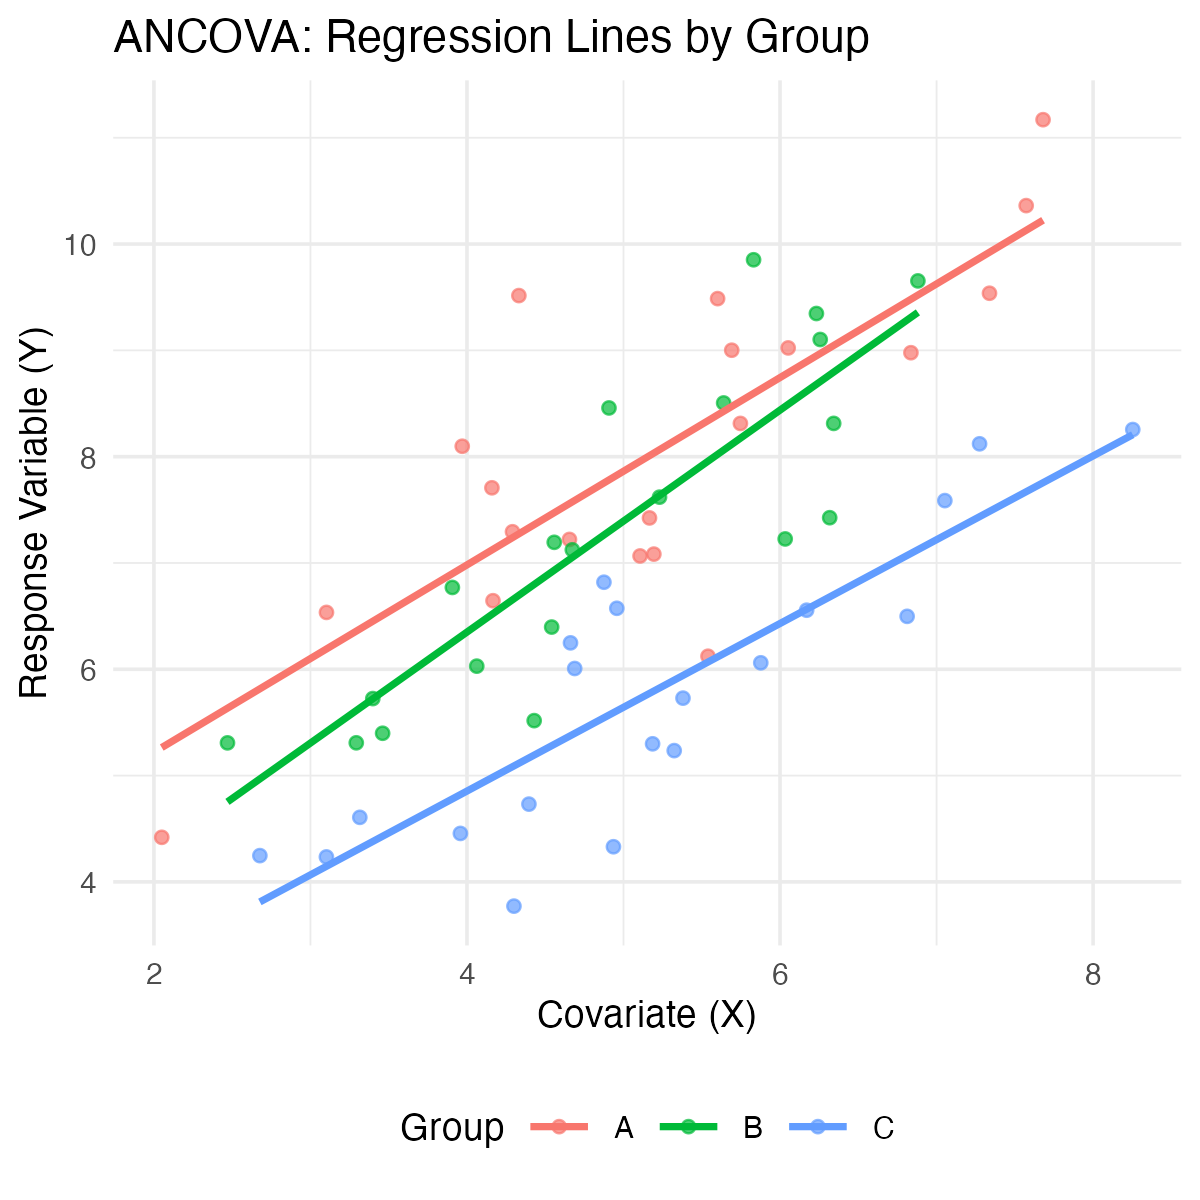 ANCOVA: Regression Lines by Group
Response Variable (Y)
10
8
6
4
2 4 6 8
Covariate (X)
Group A B C